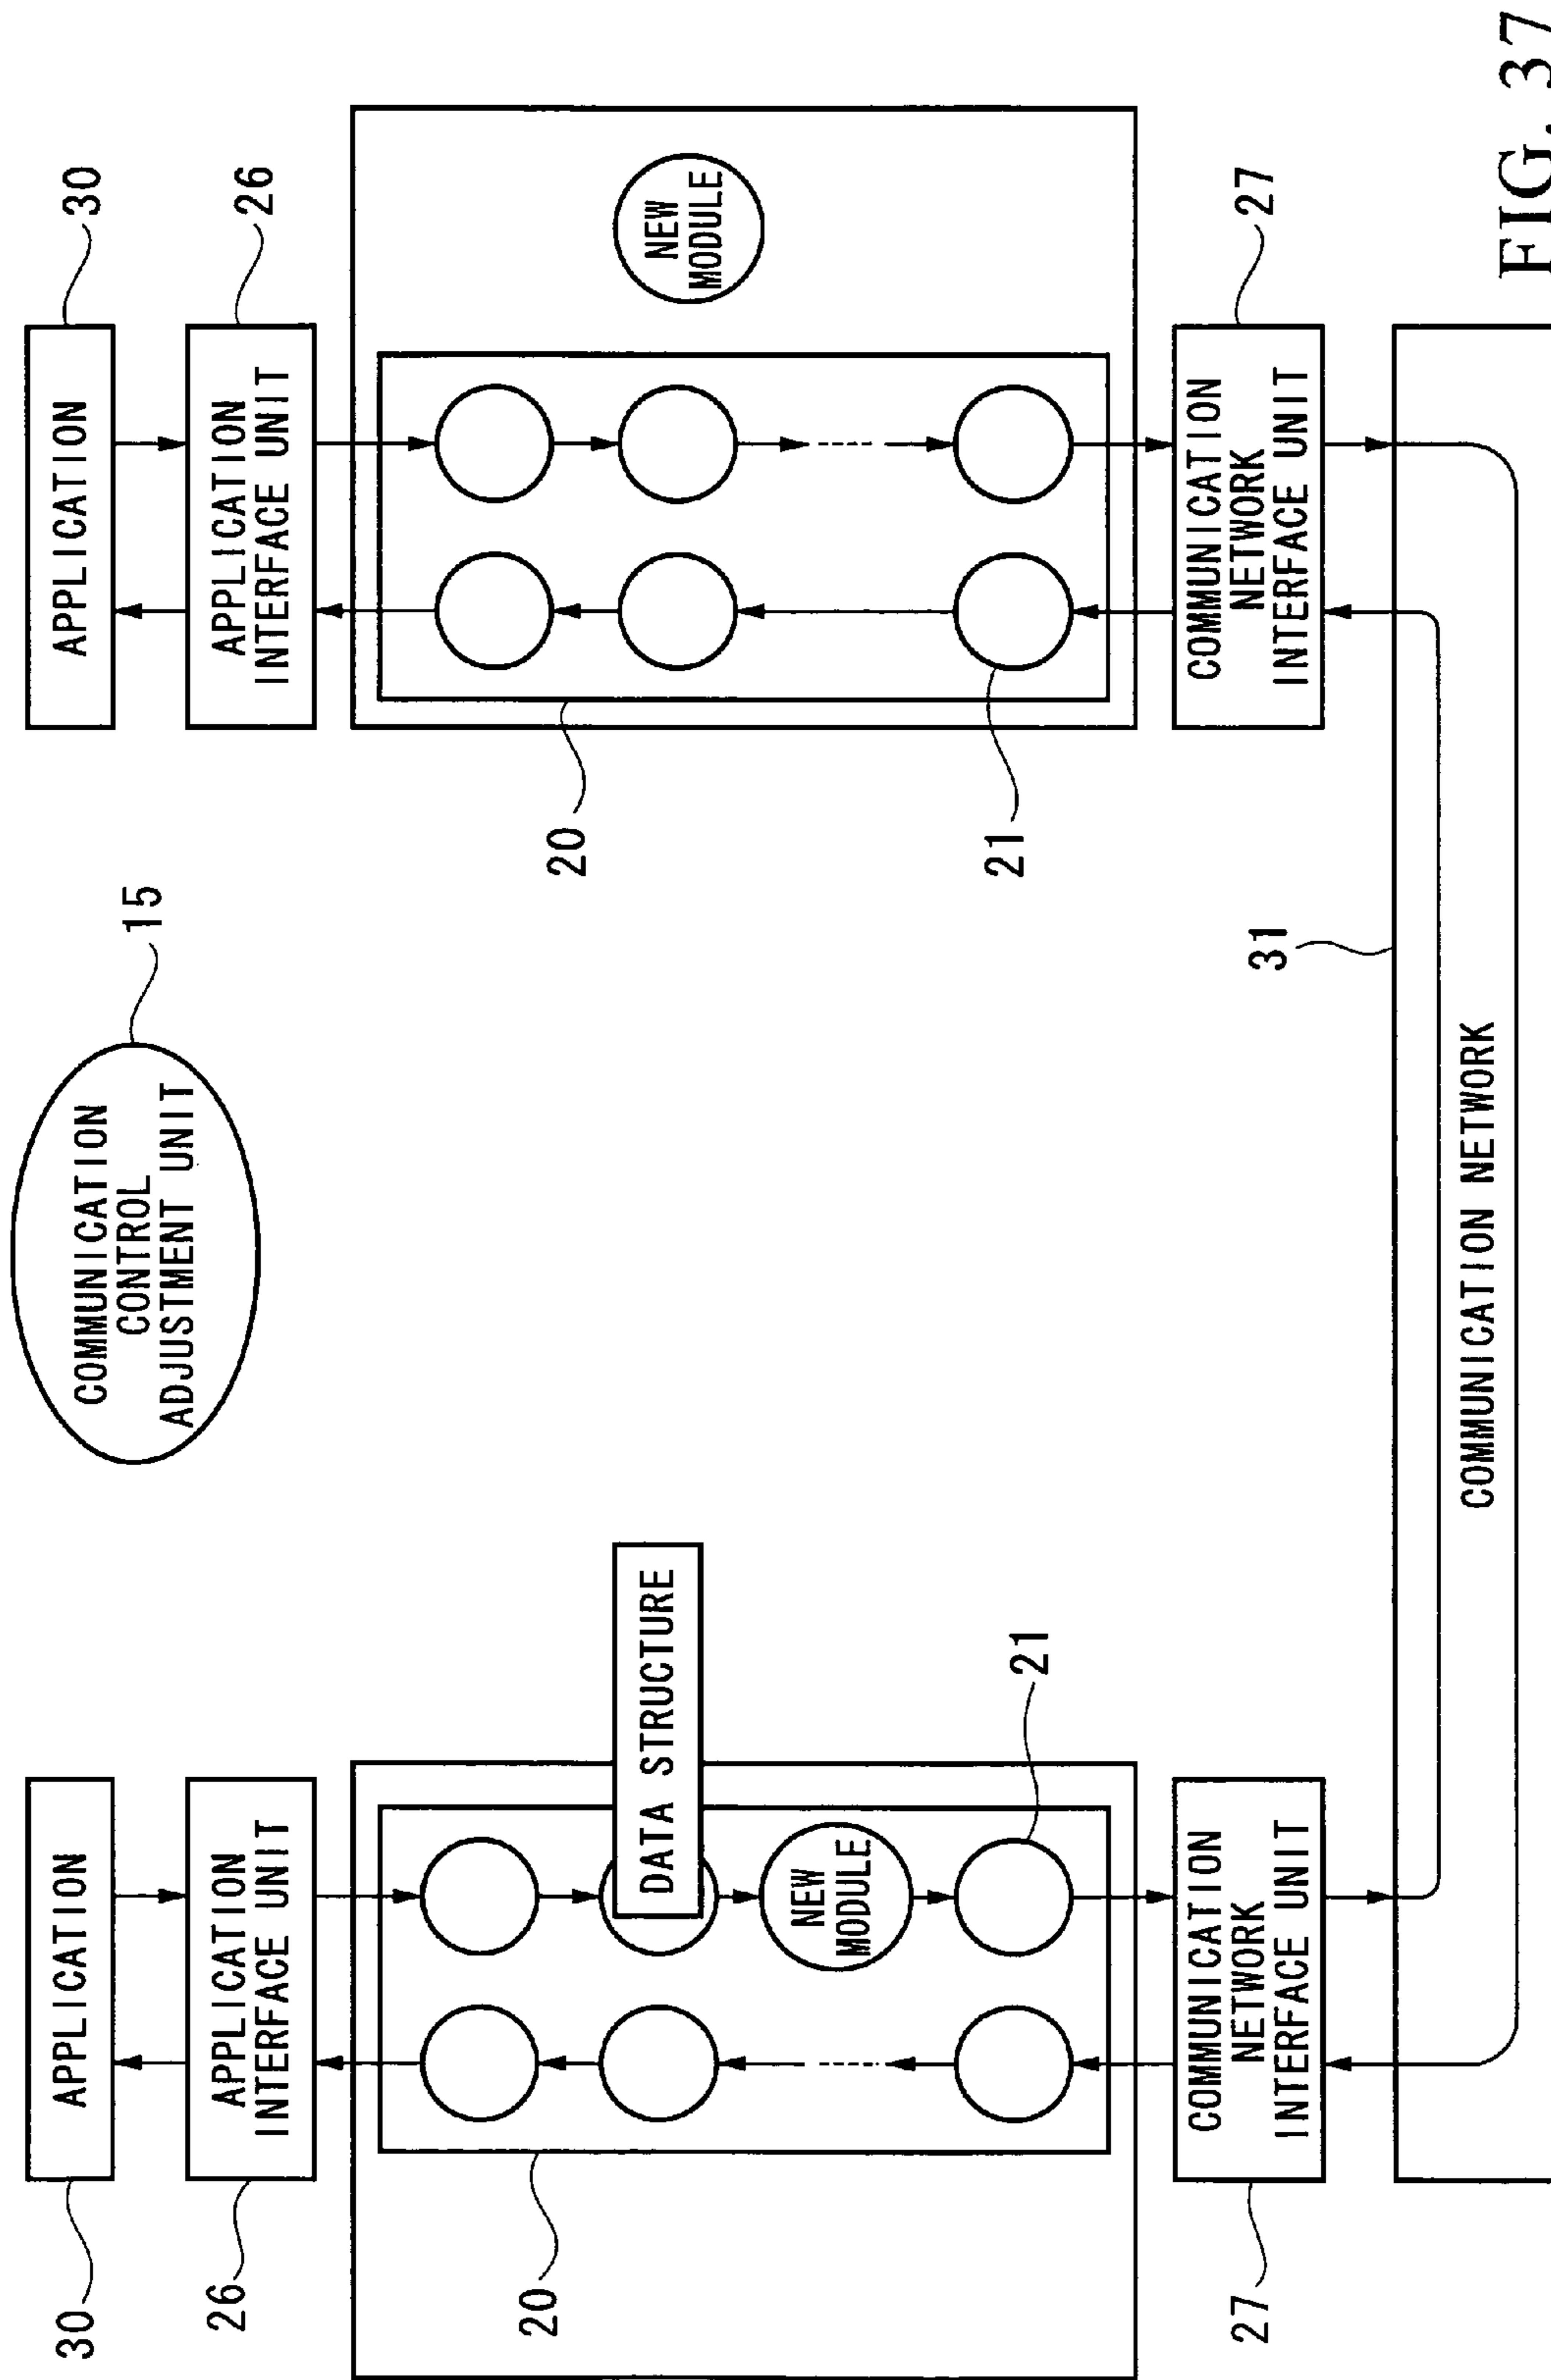 30
APPLICATION
26
APPLICATION
INTERFACE UNIT
20
DATA STRUCTURE
NEW
MODULE
21
27
COMMUNICATION
NETWORK
INTERFACE UNIT
COMMUNICATION
CONTROL
ADJUSTMENT UNIT
15
APPLICATION
30
APPLICATION
INTERFACE UNIT
26
20
NEW
MODULE
21
COMMUNICATION
NETWORK
INTERFACE UNIT
27
31
COMMUNICATION NETWORK
FIG. 37